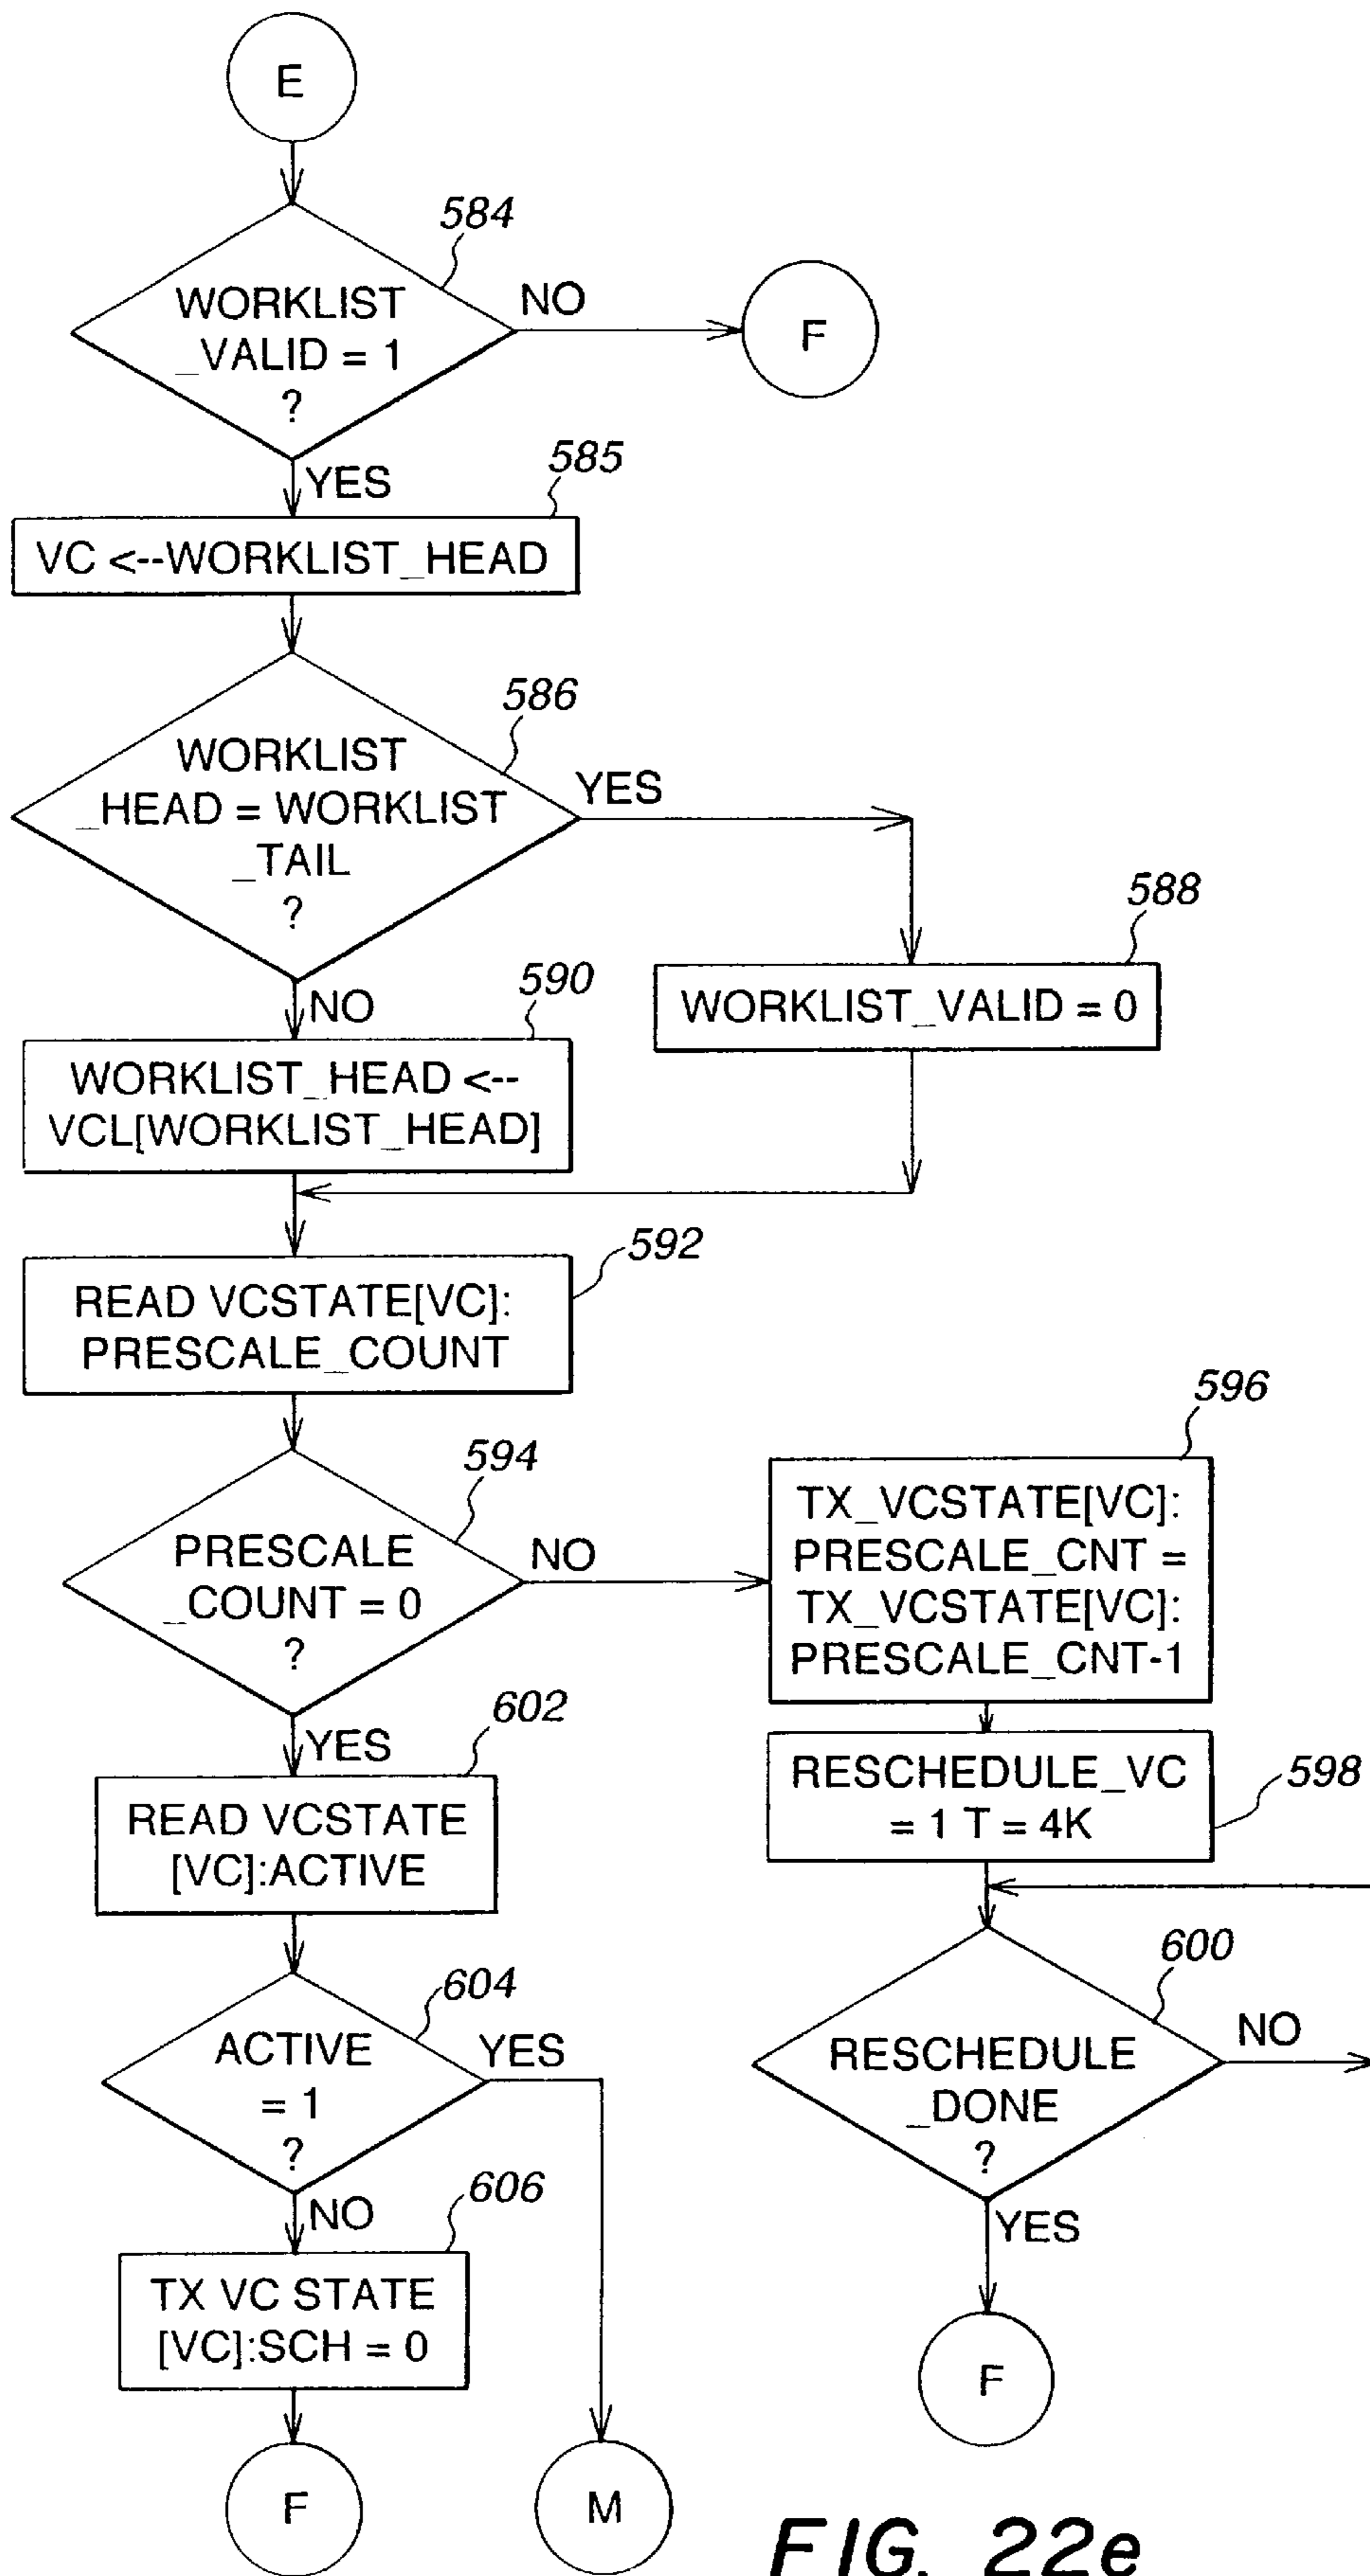 E
584
WORKLIST
_VALID = 1
?
NO
F
YES
585
VC <--WORKLIST_HEAD
586
WORKLIST
_HEAD = WORKLIST
_TAIL
?
YES
588
WORKLIST_VALID = 0
NO
590
WORKLIST_HEAD <--
VCL[WORKLIST_HEAD]
592
READ VCSTATE[VC]:
PRESCALE_COUNT
594
PRESCALE
_COUNT = 0
?
NO
596
TX_VCSTATE[VC]:
PRESCALE_CNT =
TX_VCSTATE[VC]:
PRESCALE_CNT-1
598
RESCHEDULE_VC
= 1 T = 4K
600
RESCHEDULE
_DONE
?
NO
YES
F
YES
602
READ VCSTATE
[VC]:ACTIVE
604
ACTIVE
= 1
?
YES
NO
606
TX VC STATE
[VC]:SCH = 0
F
M
FIG. 22e